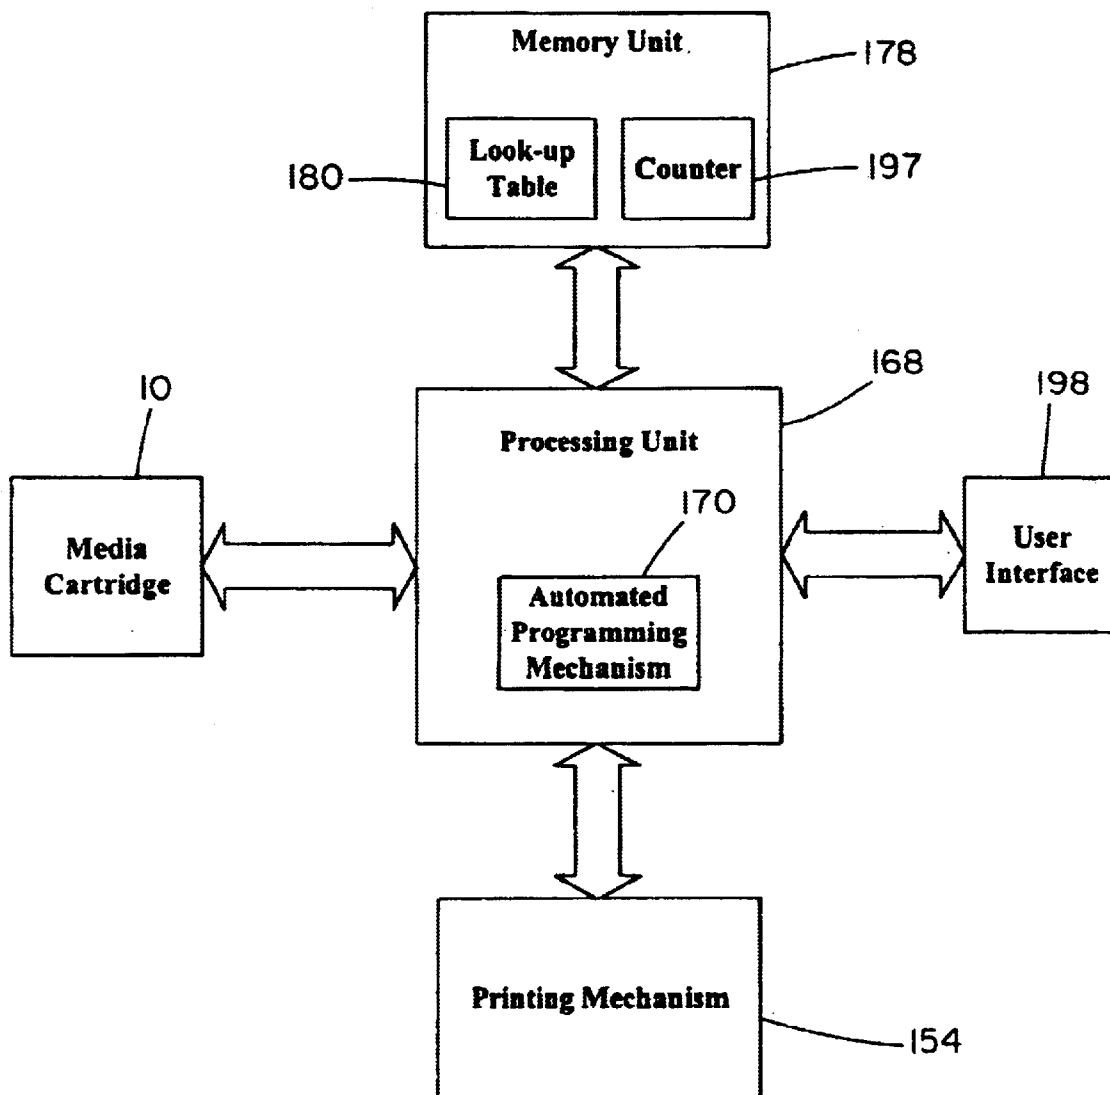 Memory Unit
178
Look-up
Table
180
Counter
197
168
10
198
Processing Unit
170
Media
Cartridge
User
Interface
Automated
Programming
Mechanism
Printing Mechanism
154